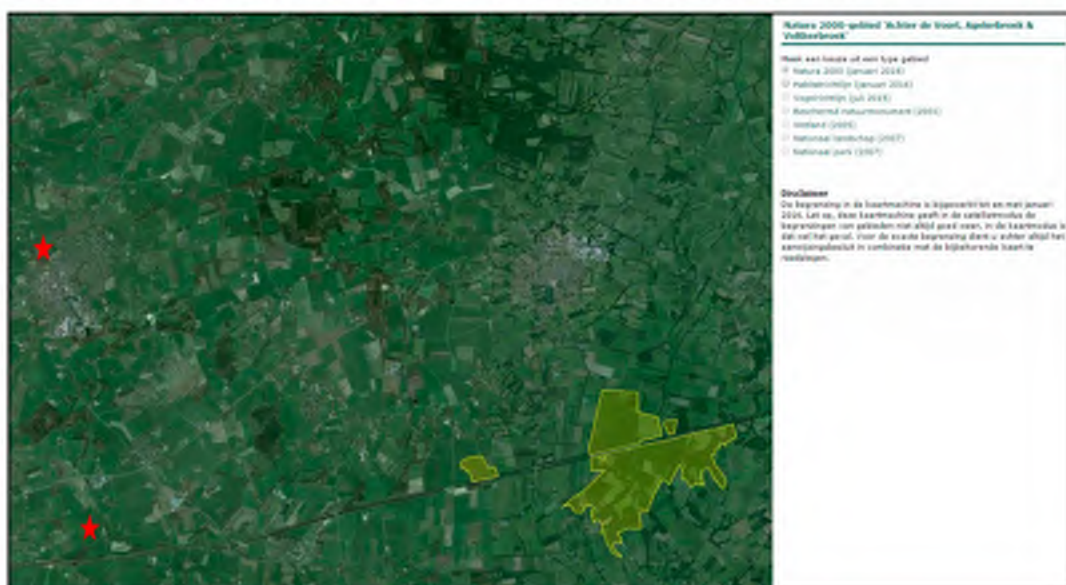 Natura 2000-gebied 'Achter de Voort, Agelerbroek &
Voltherbroek'
Maak een keuze uit een type gebied
Natura 2000 (januari 2016)
Habitatrichtlijn (januari 2016)
Vogelrichtlijn (juli 2015)
Beschermd natuurmonument (2001)
Wetland (2005)
Nationaal landschap (2007)
Nationaal park (2007)
Disclaimer
De begrenzing in de kaartmachine is bijgewerkt tot en met januari
2016. Let op, deze kaartmachine geeft in de satellietmodus de
begrenzingen van gebieden niet altijd goed weer, in de kaartmodus is
dat wel het geval. Voor de exacte begrenzing dient u echter altijd het
aanwijzingsbesluit in combinatie met de bijbehorende kaart te
raadplegen.